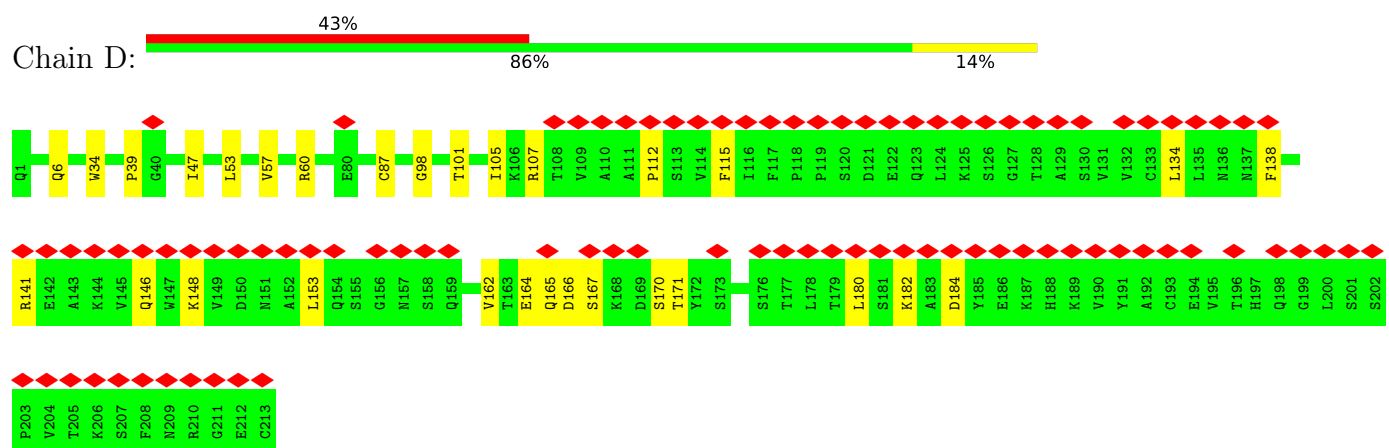 43%
Chain D:
86% 14%
Q1 Q6 W34 P39 G40 I47 L53 V57 R60 E80 C87 G98 T101 I105 K106 R107 T108 V109 A110 A111 P112 S113 V114 F115 I116 F117 P118 P119 S120 D121 E122 Q123 L124 K125 S126 G127 T128 A129 S130 V131 V132 C133 L134 L135 N136 N137 F138
R141 E142 A143 K144 V145 Q146 W147 K148 V149 D150 N151 A152 L153 Q154 S155 G156 N157 S158 Q159 V162 T163 E164 Q165 D166 S167 K168 D169 S170 T171 Y172 S173 S176 T177 L178 T179 L180 S181 K182 A183 D184 Y185 E186 K187 H188 K189 V190 Y191 A192 C193 E194 V195 T196 H197 Q198 G199 L200 S201 S202
P203 V204 T205 K206 S207 F208 N209 R210 G211 E212 C213